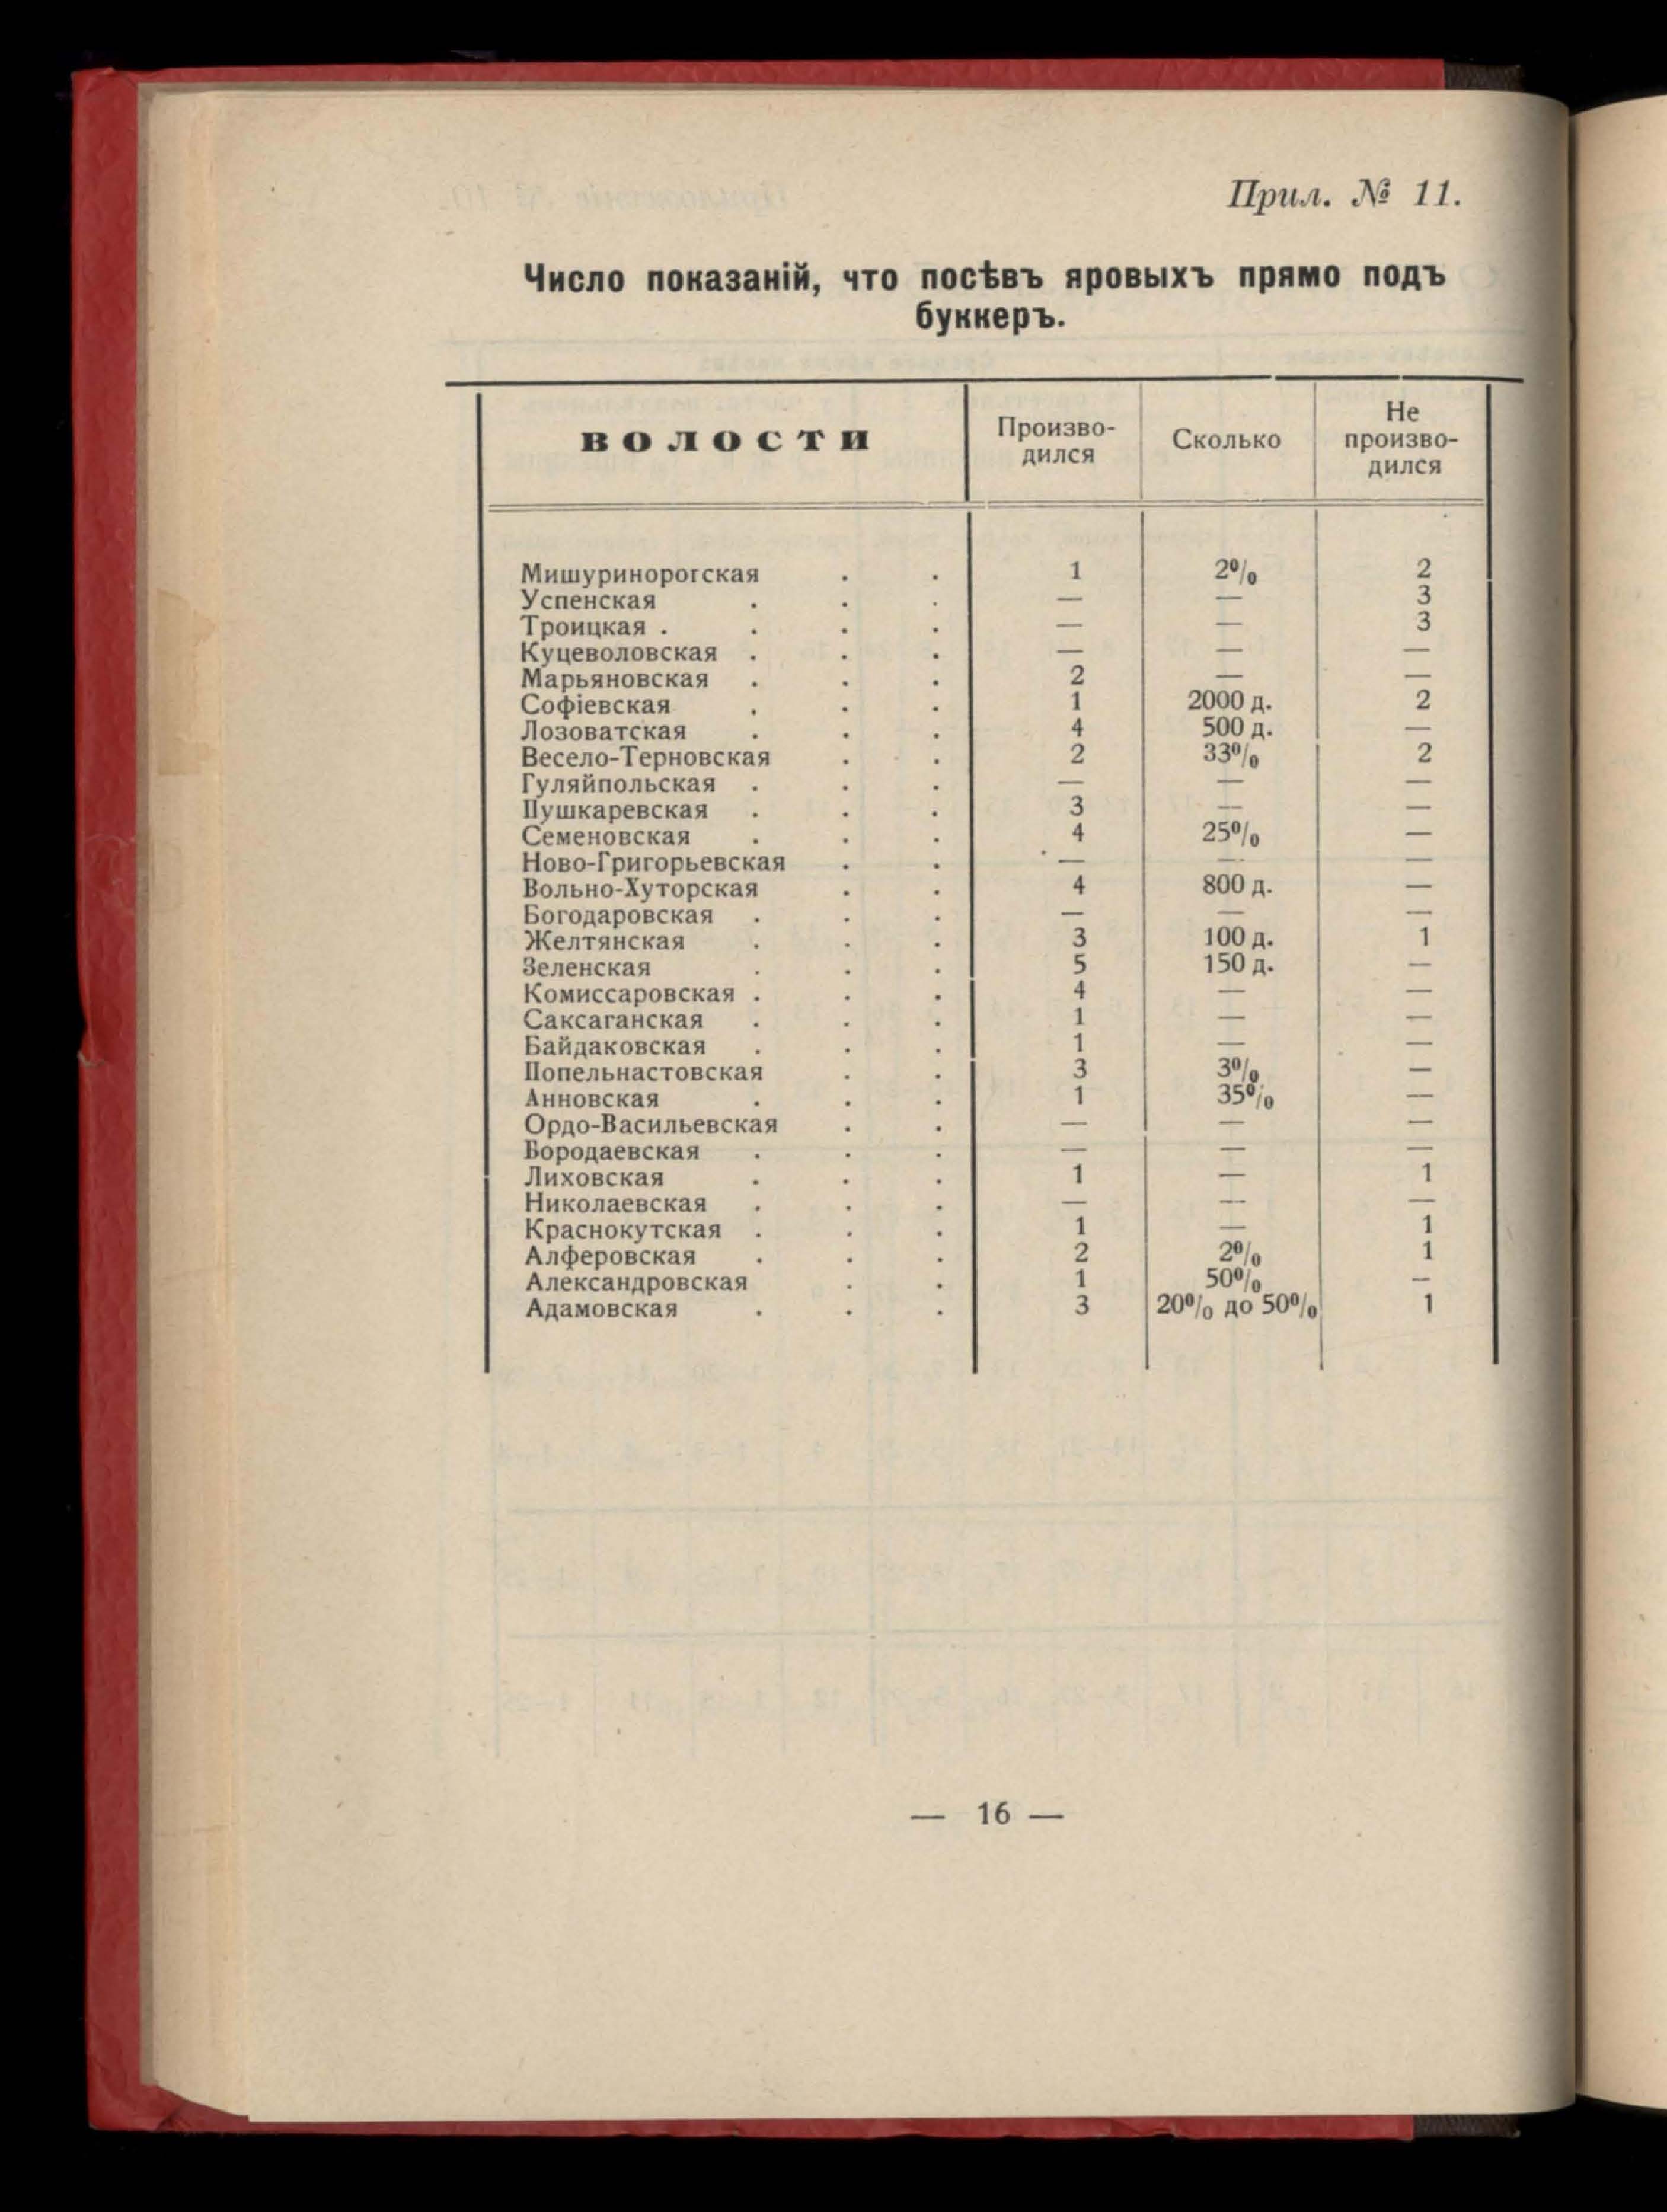 Прил. № 11.
Число показаній, что посѣвъ яровыхъ прямо подъ
буккеръ.
ВОЛОСТИ Произво-дился Сколько Не произво-дился
Мишуринорогская . . 1 2% 2
Успенская . . . — — 3
Троицкая . . . . — — 3
Куцеволовская . . . — — —
Марьяновская . . . 2 — —
Софіевская . . . 1 2000 д. 2
Лозоватская . . . 4 500 д. —
Весело-Терновская . . 2 33% 2
Гуляйпольская . . . — — —
Пушкаревская . . . 3 — —
Семеновская . . . 4 25% —
Ново-Григорьевская . . — — —
Вольно-Хуторская . . 4 800 д. —
Богодаровская . . . — — —
Желтянская . . . 3 100 д. 1
Зеленская . . . 5 150 д. —
Комиссаровская . . . 4 — —
Саксаганская . . . 1 — —
Байдаковская . . . 1 — —
Попельнастовская . . 3 3% —
Анновская . . . 1 35% —
Ордо-Васильевская . . — — —
Бородаевская . . . — — —
Лиховская . . . 1 — 1
Николаевская . . . — — —
Краснокутская . . . 1 — 1
Алферовская . . . 2 2% 1
Александровская . . 1 50% —
Адамовская . . . 3 20% до 50% 1
— 16 —